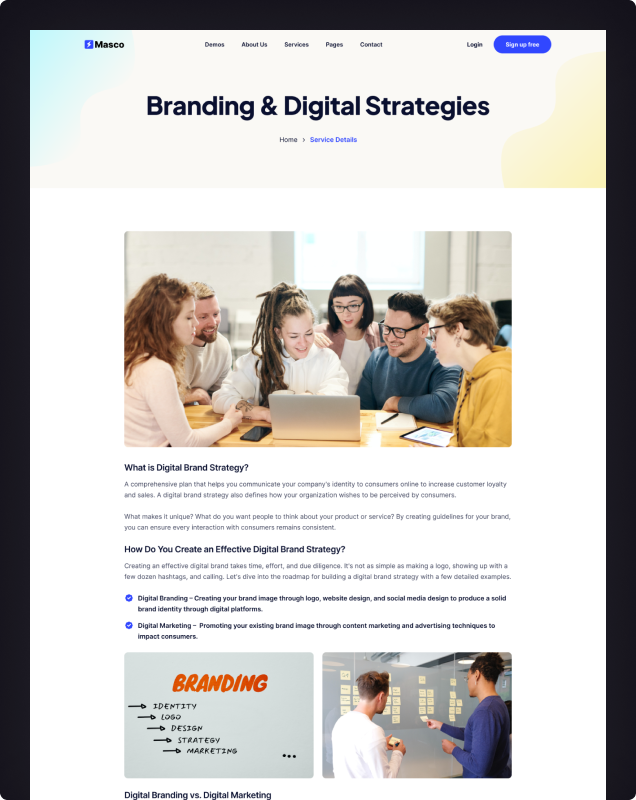 Masco
Demos
About Us
Services
Pages
Contact
Login
Sign up free
Branding & Digital Strategies
Home › Service Details
What is Digital Brand Strategy?
A comprehensive plan that helps you communicate your company's identity to consumers online to increase customer loyalty
and sales. A digital brand strategy also defines how your organization wishes to be perceived by consumers.
What makes it unique? What do you want people to think about your product or service? By creating guidelines for your brand,
you can ensure every interaction with consumers remains consistent.
How Do You Create an Effective Digital Brand Strategy?
Creating an effective digital brand takes time, effort, and due diligence. It's not as simple as making a logo, showing up with a
few dozen hashtags, and calling. Let's dive into the roadmap for building a digital brand strategy with a few detailed examples.
Digital Branding – Creating your brand image through logo, website design, and social media design to produce a solid
brand identity through digital platforms.
Digital Marketing – Promoting your existing brand image through content marketing and advertising techniques to
impact consumers.
BRANDING
IDENTITY
LOGO
DESIGN
STRATEGY
MARKETING
...
Digital Branding vs. Digital Marketing